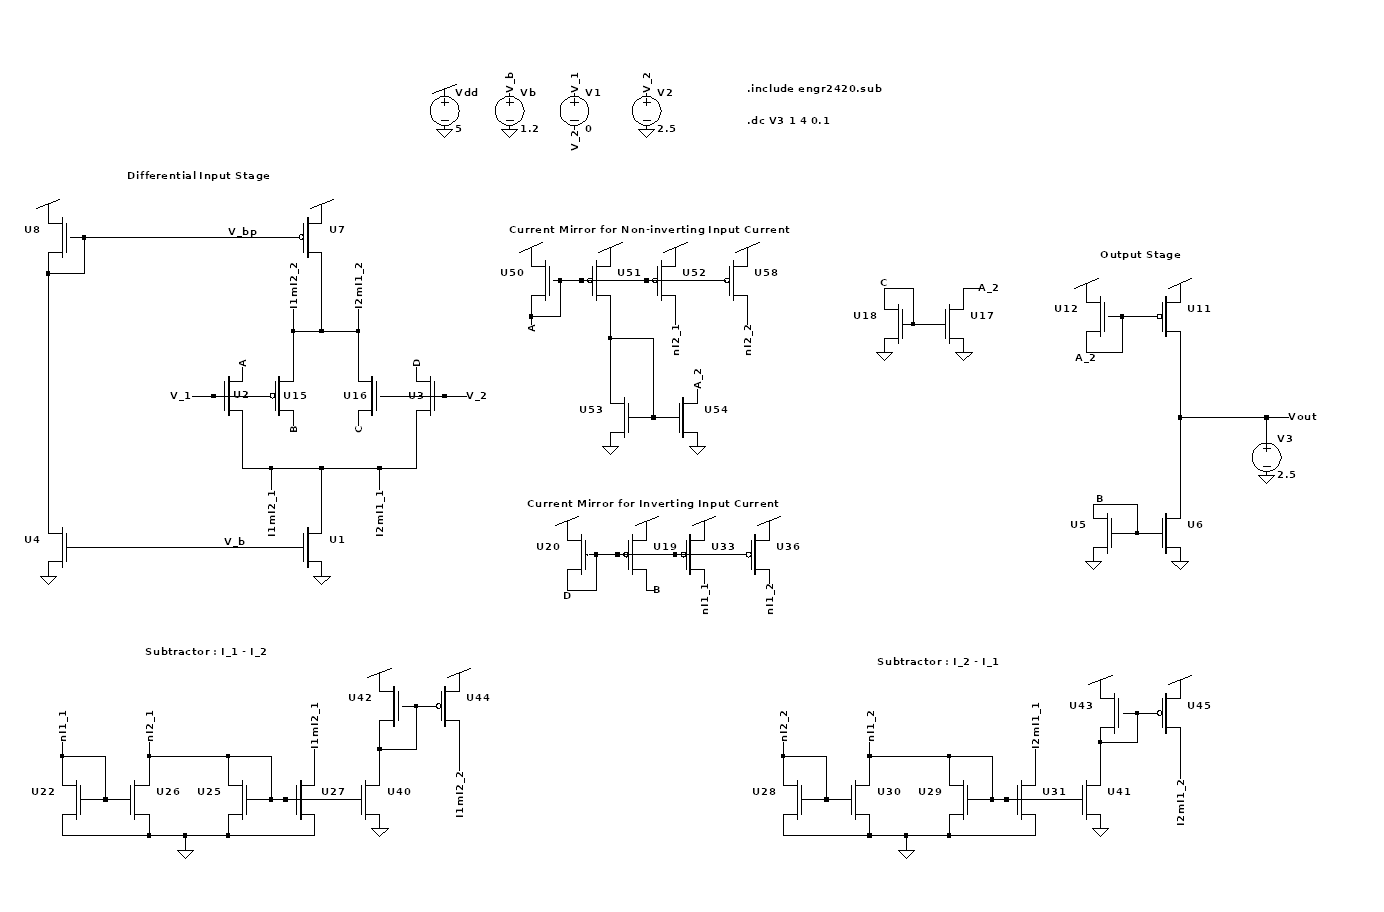 V_b
V_1
V_2
Vdd
Vb
V1
V2
.include engr2420.sub
5
1.2
0
2.5
V_2
.dc V3 1 4 0.1
Differential Input Stage
U8
V_bp
U7
I1mI2_2
I2mI1_2
A
D
V_1
U2
U15
U16
U3
V_2
B
C
I1mI2_1
I2mI1_1
U4
V_b
U1
Current Mirror for Non-inverting Input Current
U50
U51
U52
U58
A
nI2_1
nI2_2
A_2
U53
U54
C
A_2
U18
U17
Output Stage
U12
U11
A_2
Vout
V3
2.5
B
U5
U6
Current Mirror for Inverting Input Current
U20
U19
U33
U36
D
B
nI1_1
nI1_2
Subtractor : I_1 - I_2
U42
U44
nI1_1
nI2_1
I1mI2_1
U22
U26
U25
U27
U40
I1mI2_2
Subtractor : I_2 - I_1
U43
U45
nI2_2
nI1_2
I2mI1_1
U28
U30
U29
U31
U41
I2mI1_2